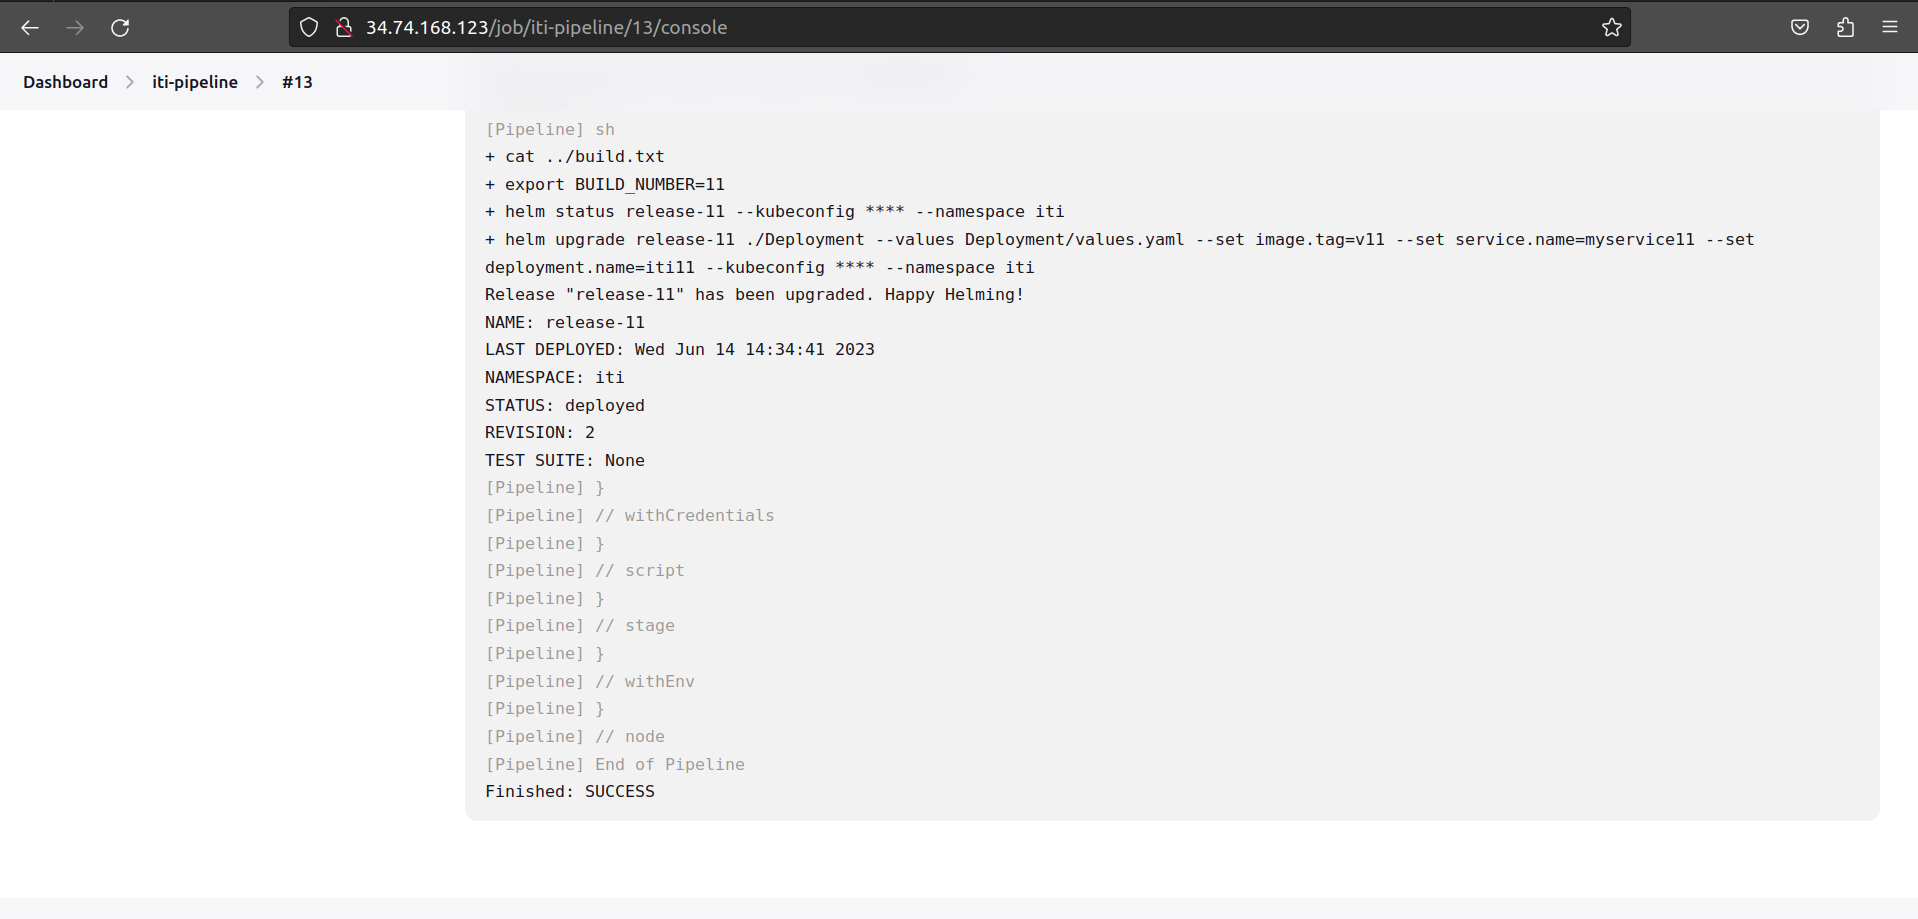 34.74.168.123/job/iti-pipeline/13/console
Dashboard > iti-pipeline > #13
[Pipeline] sh
+ cat ../build.txt
+ export BUILD_NUMBER=11
+ helm status release-11 --kubeconfig **** --namespace iti
+ helm upgrade release-11 ./Deployment --values Deployment/values.yaml --set image.tag=v11 --set service.name=myservice11 --set
deployment.name=iti11 --kubeconfig **** --namespace iti
Release "release-11" has been upgraded. Happy Helming!
NAME: release-11
LAST DEPLOYED: Wed Jun 14 14:34:41 2023
NAMESPACE: iti
STATUS: deployed
REVISION: 2
TEST SUITE: None
[Pipeline] }
[Pipeline] // withCredentials
[Pipeline] }
[Pipeline] // script
[Pipeline] }
[Pipeline] // stage
[Pipeline] }
[Pipeline] // withEnv
[Pipeline] }
[Pipeline] // node
[Pipeline] End of Pipeline
Finished: SUCCESS